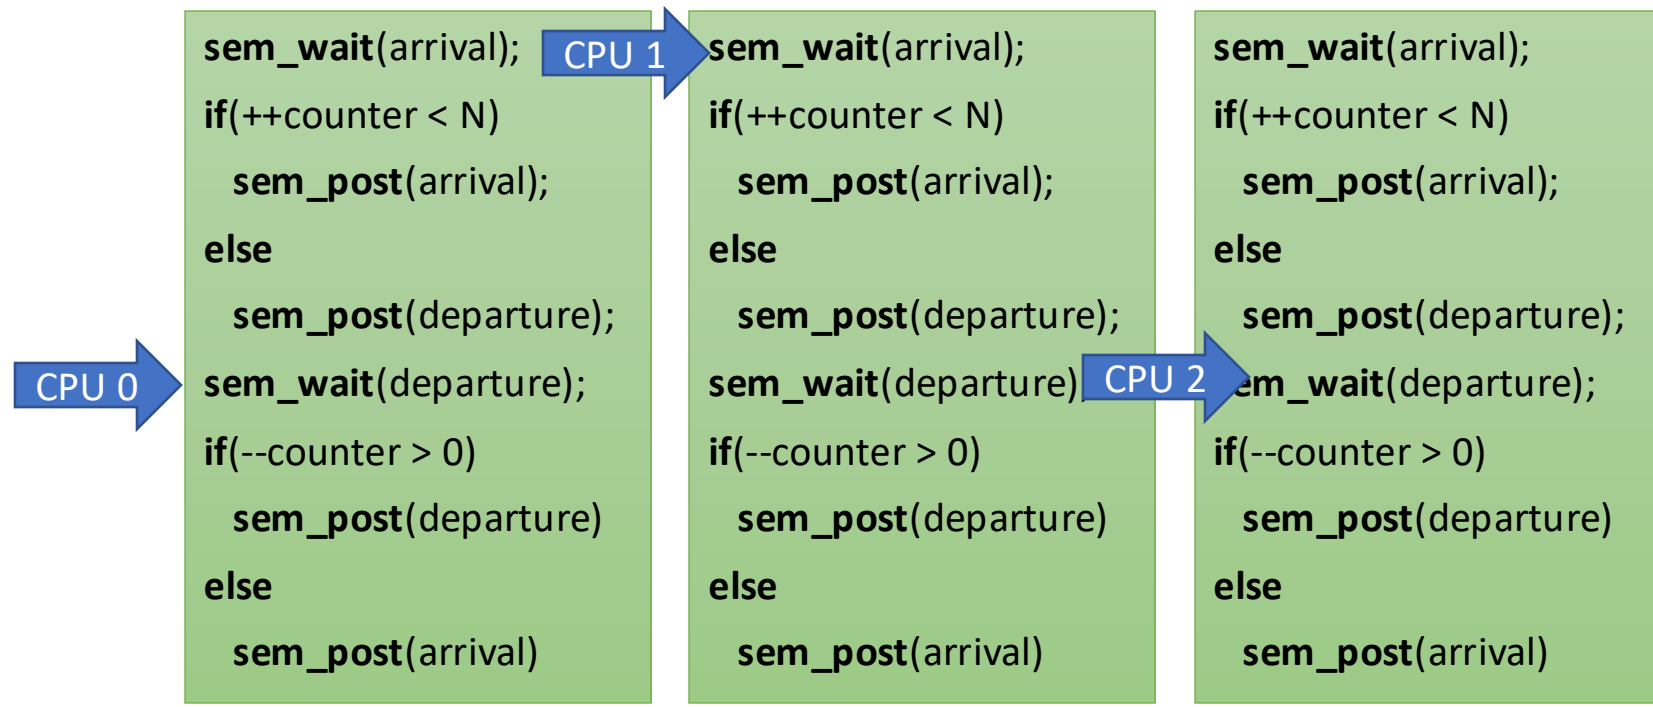 sem_wait(arrival);
if(++counter < N)
sem_post(arrival);
else
sem_post(departure);
sem_wait(departure);
if(--counter > 0)
sem_post(departure)
else
sem_post(arrival)
CPU 0
sem_wait(arrival);
if(++counter < N)
sem_post(arrival);
else
sem_post(departure);
sem_wait(departure)
if(--counter > 0)
sem_post(departure)
else
sem_post(arrival)
CPU 1
sem_wait(arrival);
if(++counter < N)
sem_post(arrival);
else
sem_post(departure);
em_wait(departure);
if(--counter > 0)
sem_post(departure)
else
sem_post(arrival)
CPU 2